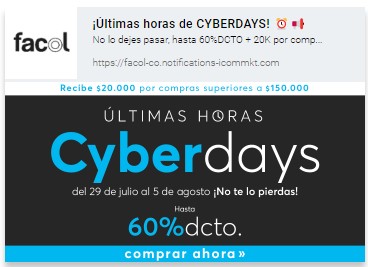 facol
¡Últimas horas de CYBERDAYS! ⏰ 📢
No lo dejes pasar, hasta 60%DCTO + 20K por comp...
https://facol-co.notifications-icommkt.com
Recibe $20.000 por compras superiores a $150.000
ÚLTIMAS HORAS
Cyberdays
del 29 de julio al 5 de agosto ¡No te lo pierdas!
Hasta
60%dcto.
comprar ahora »